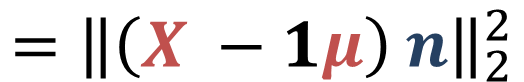 = ‖(X − 1μ) n‖₂²